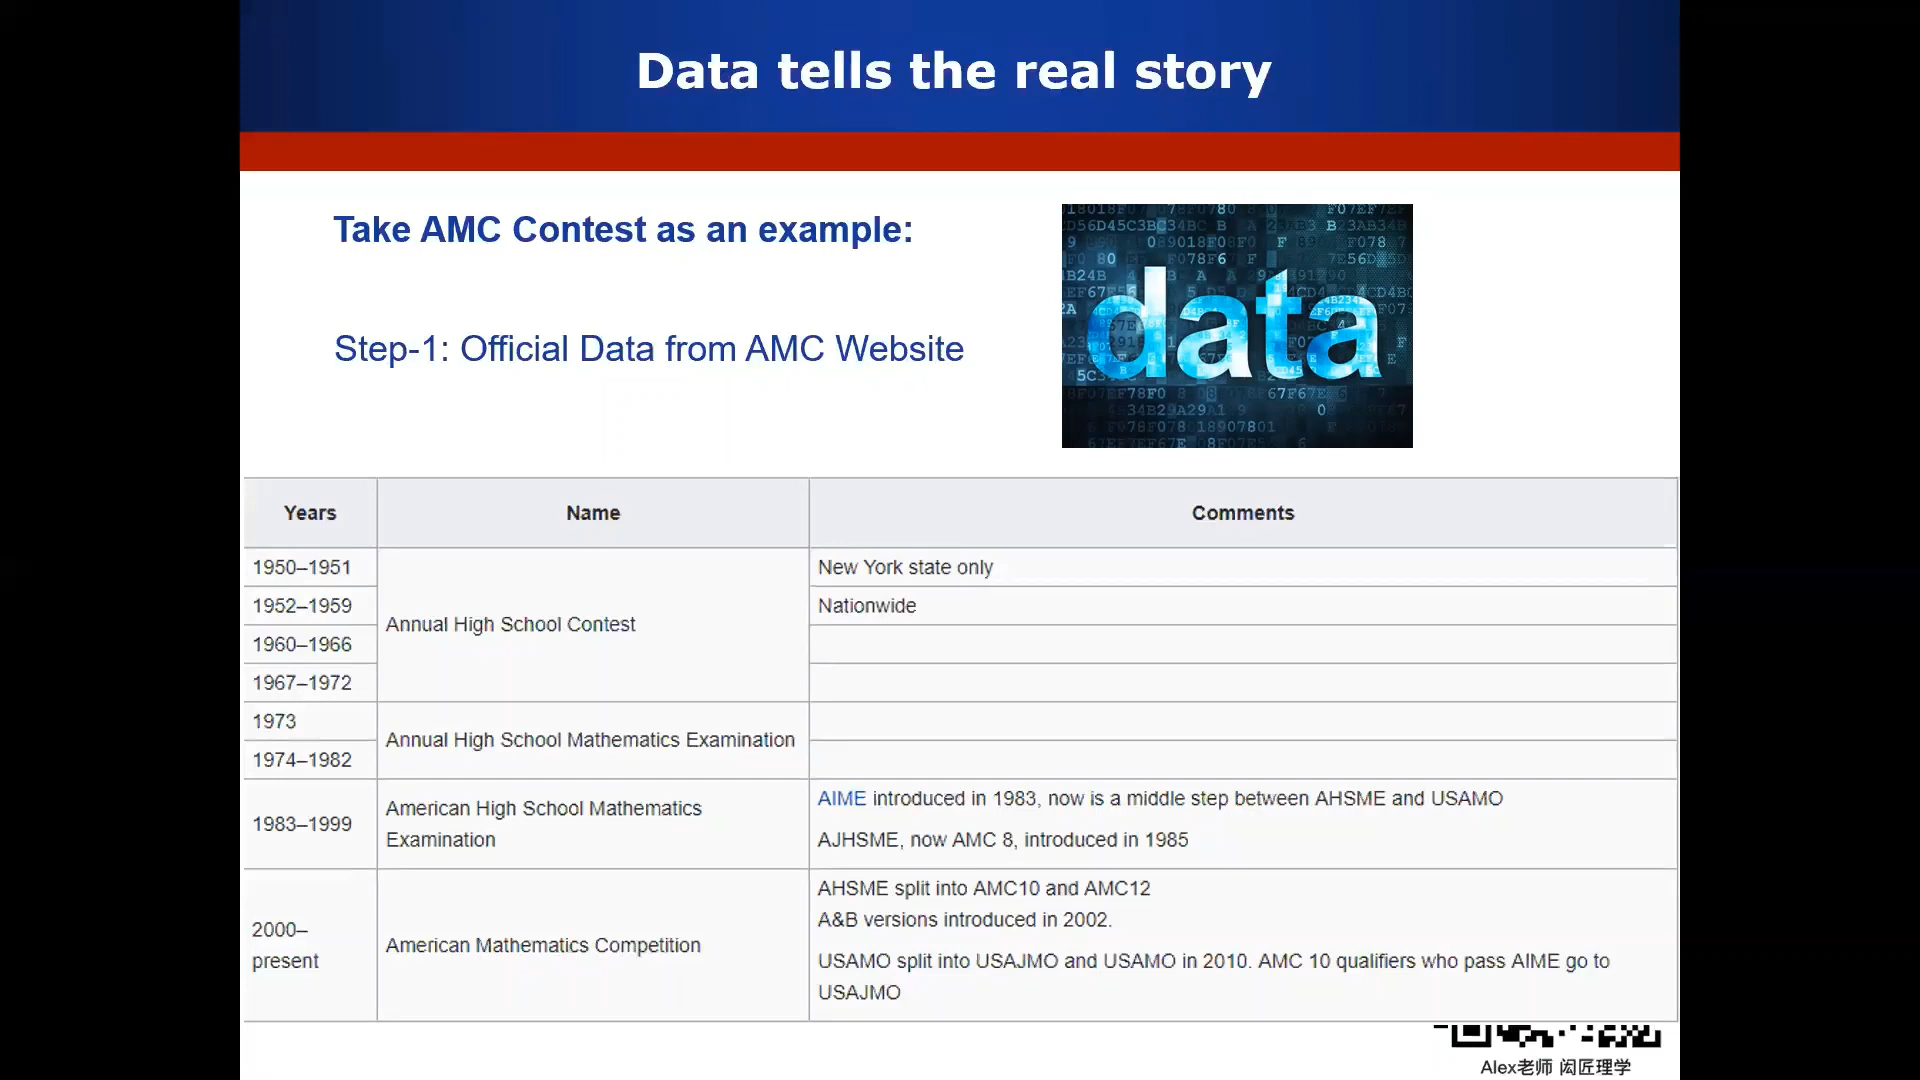 Data tells the real story
Take AMC Contest as an example:
Step-1: Official Data from AMC Website
data
Years Name Comments
1950–1951 New York state only
1952–1959 Nationwide
Annual High School Contest
1960–1966
1967–1972
1973
Annual High School Mathematics Examination
1974–1982
1983–1999
American High School Mathematics
Examination
AIME introduced in 1983, now is a middle step between AHSME and USAMO
AJHSME, now AMC 8, introduced in 1985
2000–
present
American Mathematics Competition
AHSME split into AMC10 and AMC12
A&B versions introduced in 2002.
USAMO split into USAJMO and USAMO in 2010. AMC 10 qualifiers who pass AIME go to
USAJMO
Alex老师 闳匠理学